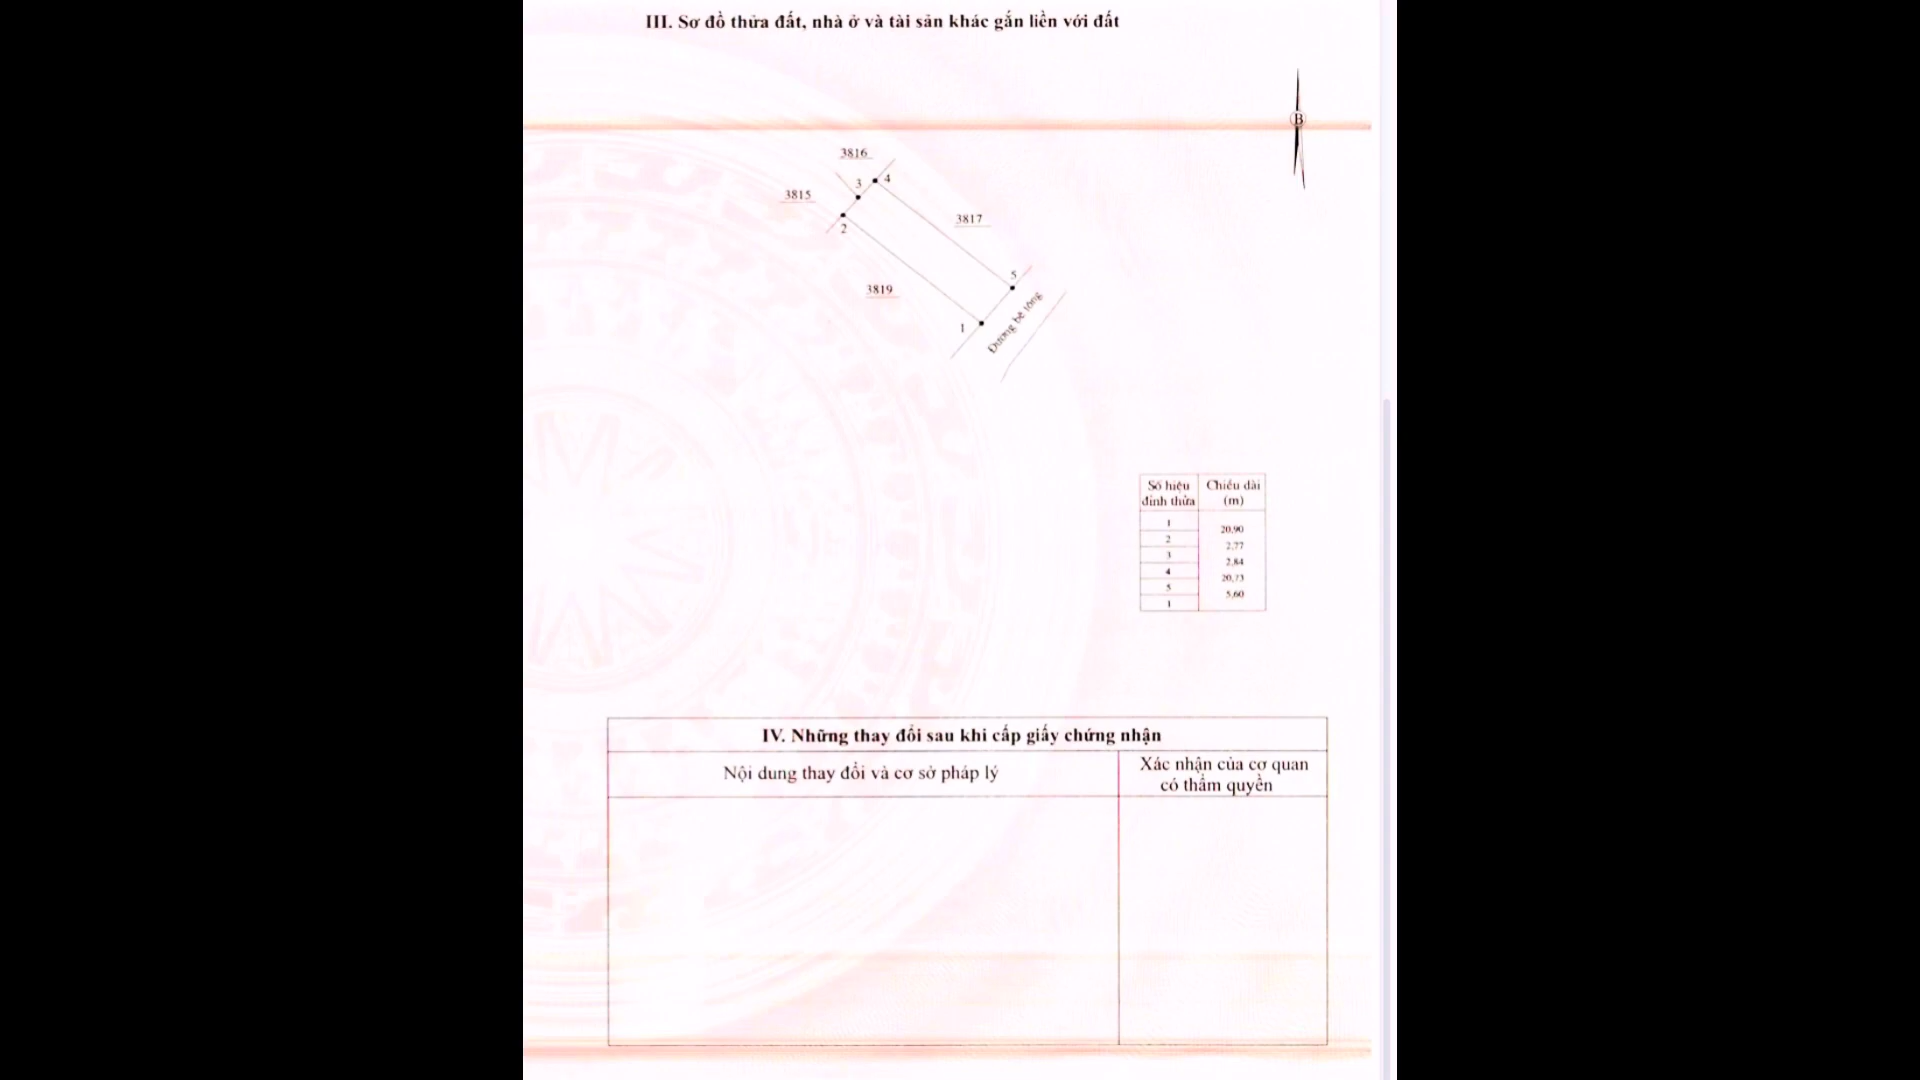 III. Sơ đồ thửa đất, nhà ở và tài sản khác gắn liền với đất
B
3816
3 4
3815
2
3817
3819
5
1
Đường bê tông
Số hiệu đỉnh thửa
Chiều dài (m)
1
20,90
2
2,77
3
2,84
4
20,73
5
5,60
1
IV. Những thay đổi sau khi cấp giấy chứng nhận
Nội dung thay đổi và cơ sở pháp lý
Xác nhận của cơ quan
có thẩm quyền